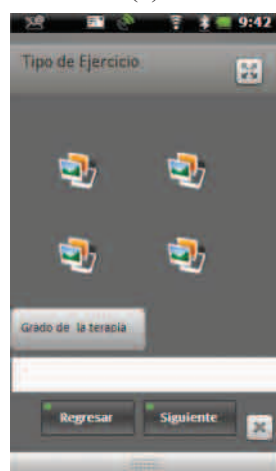 9:42
Tipo de Ejercicio
Grado de la terapia
Regresar
Siguiente